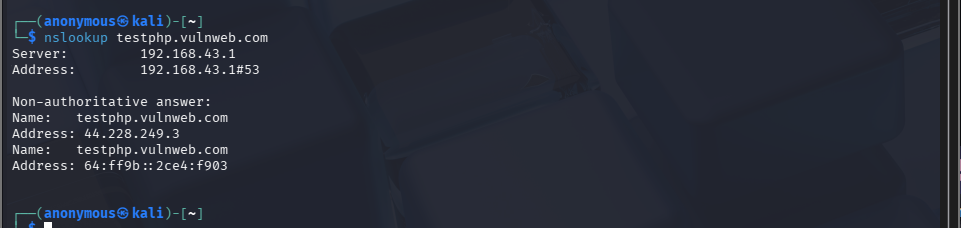 ┌──(anonymous㉿kali)-[~]
└─$ nslookup testphp.vulnweb.com
Server:         192.168.43.1
Address:        192.168.43.1#53
Non-authoritative answer:
Name:   testphp.vulnweb.com
Address: 44.228.249.3
Name:   testphp.vulnweb.com
Address: 64:ff9b::2ce4:f903
┌──(anonymous㉿kali)-[~]
└─$